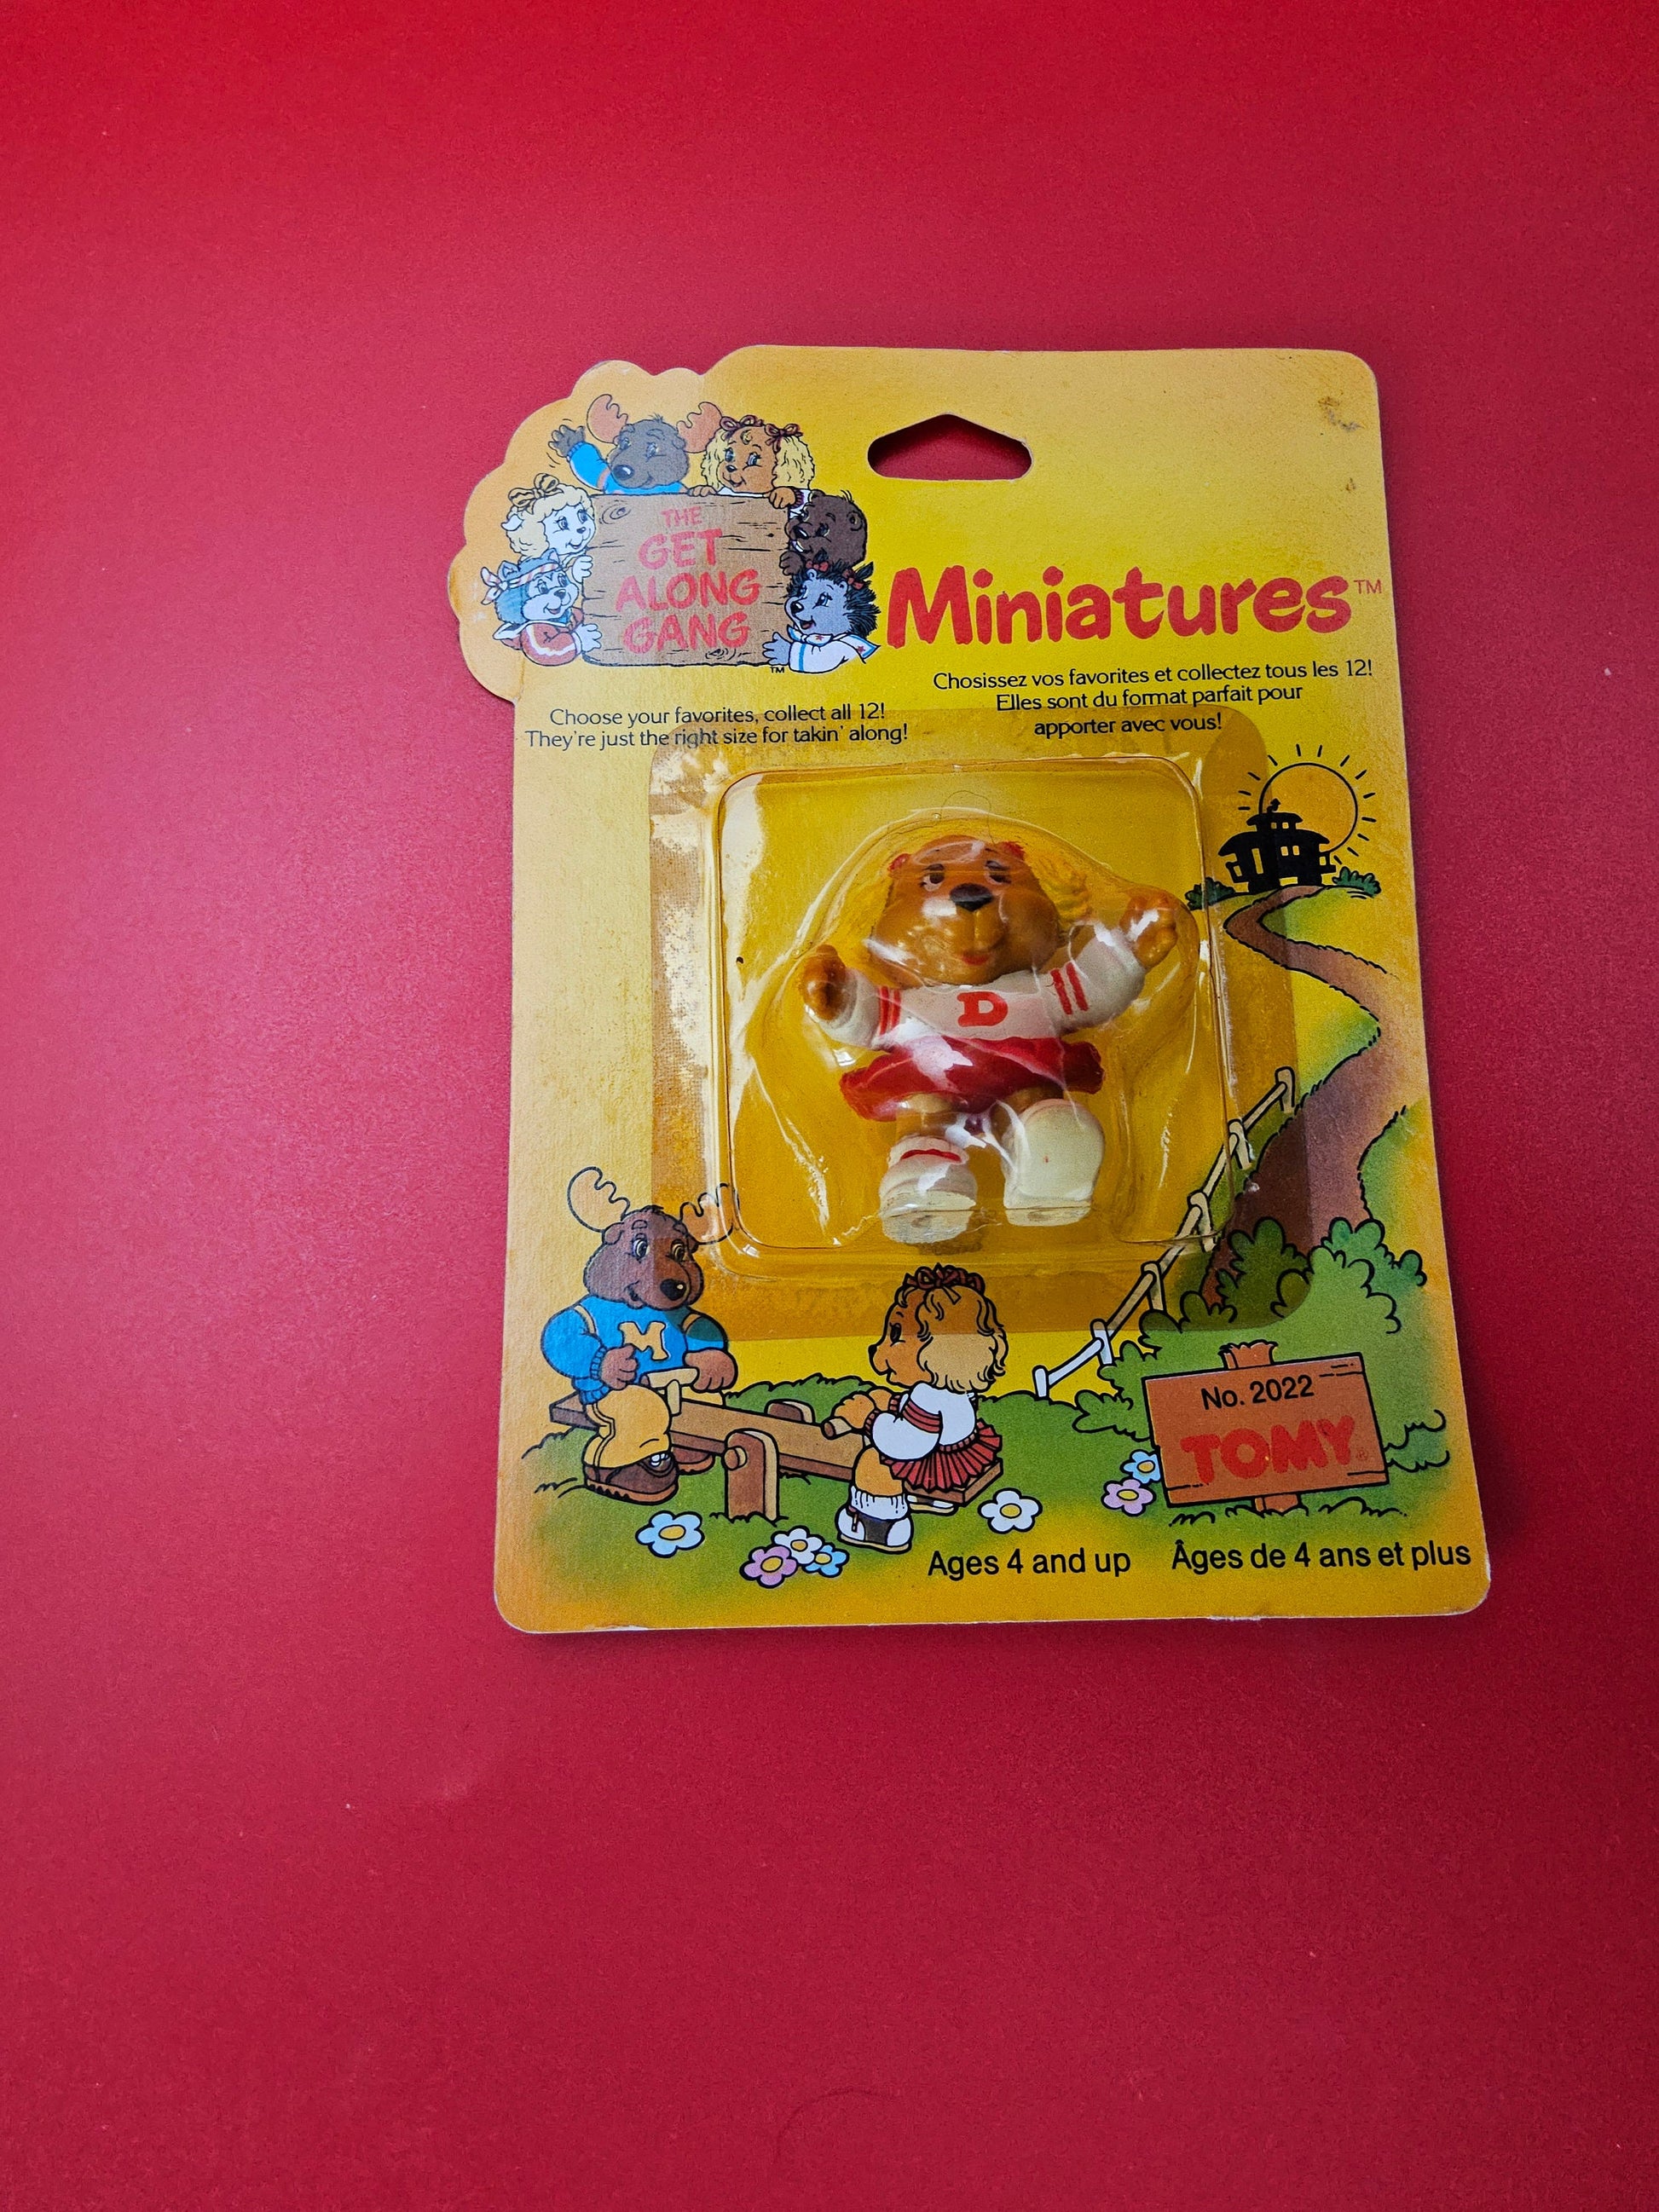 THE
GET
ALONG
GANG
™
Miniatures™
Choose your favorites, collect all 12!
They're just the right size for takin' along!
Chosissez vos favorites et collectez tous les 12!
Elles sont du format parfait pour
apporter avec vous!
D
M
No. 2022
TOMY®
Ages 4 and up
Âges de 4 ans et plus